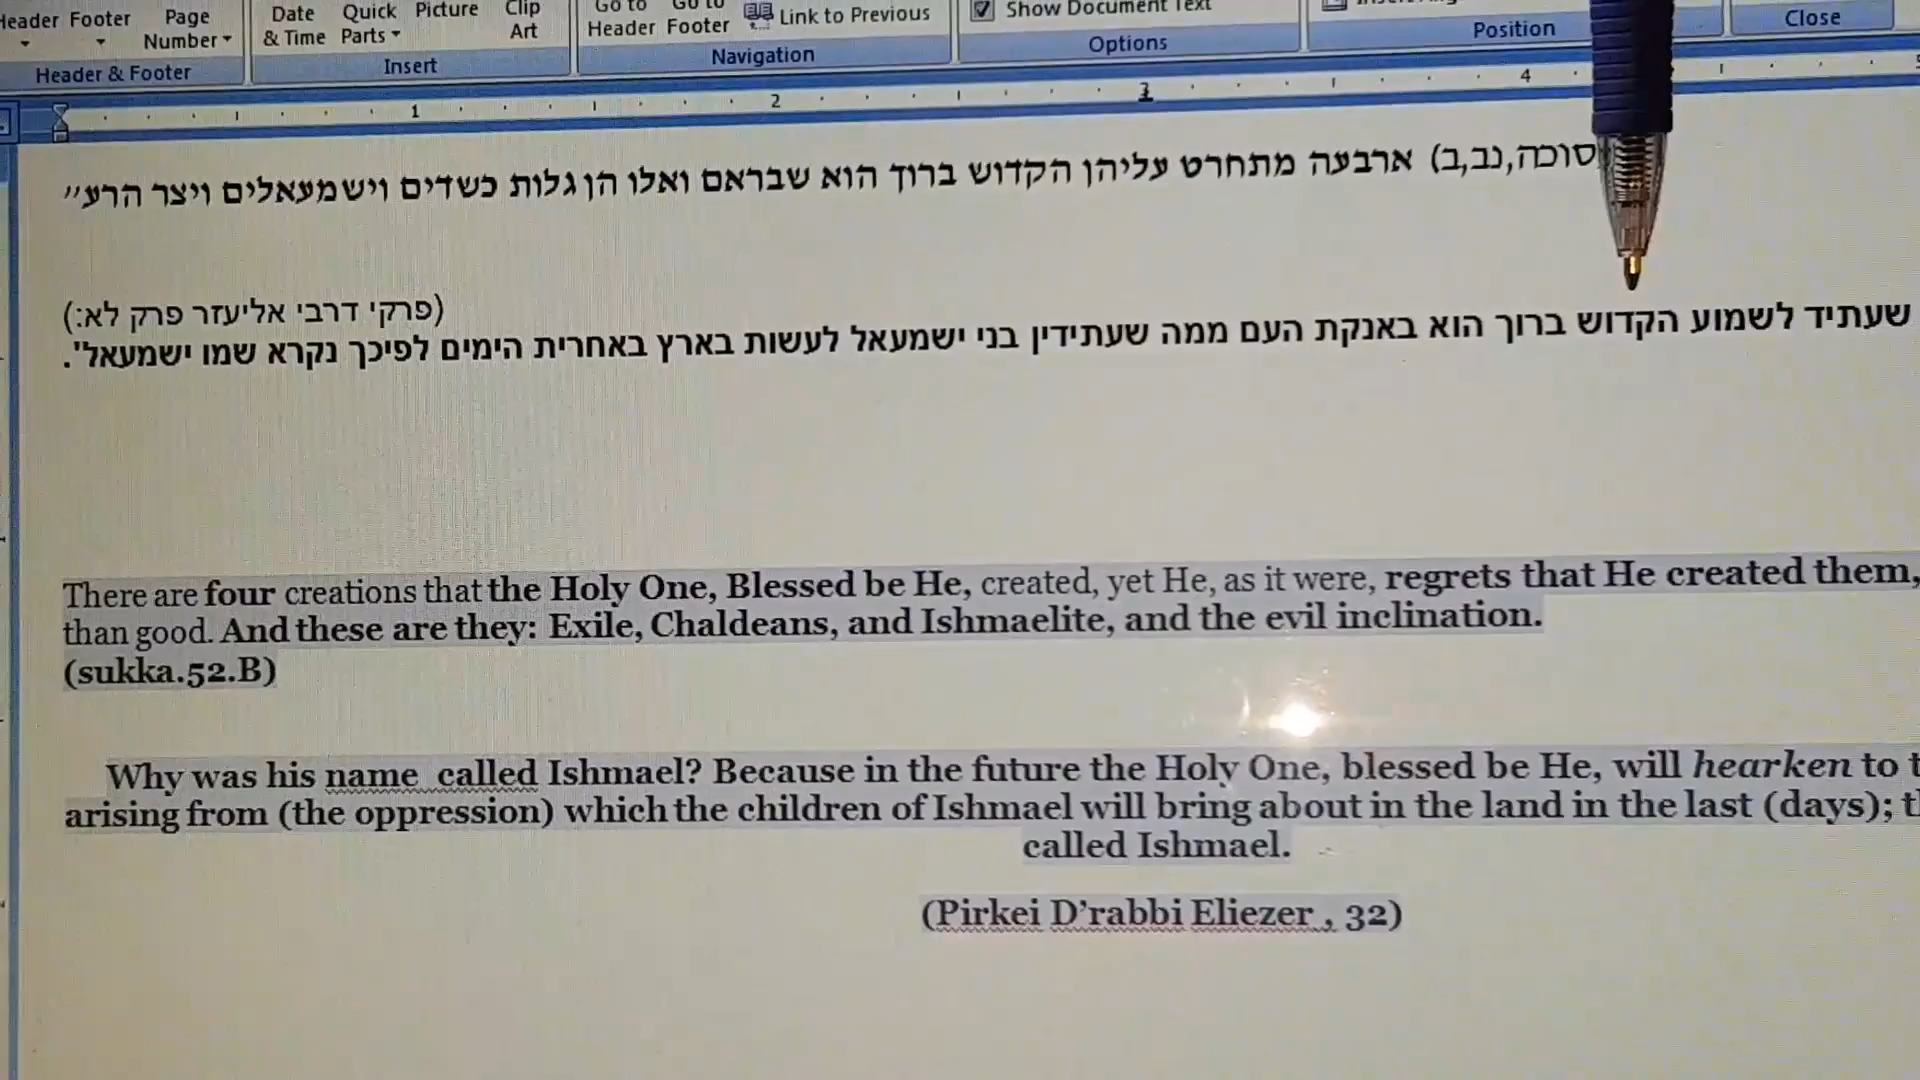 Header Footer Page Number
Date & Time Quick Parts Picture Clip Art
Go to Header Go to Footer Link to Previous
Show Document Text
Position
Close
Header & Footer Insert Navigation Options
1 2 3 4
סוכה,נב,ב) ארבעה מתחרט עליהן הקדוש ברוך הוא שבראם ואלו הן גלות כשדים וישמעאלים ויצר הרע''
(פרקי דרבי אליעזר פרק לא:)
שעתיד לשמוע הקדוש ברוך הוא באנקת העם ממה שעתידין בני ישמעאל לעשות בארץ באחרית הימים לפיכך נקרא שמו ישמעאל'.
There are four creations that the Holy One, Blessed be He, created, yet He, as it were, regrets that He created them,
than good. And these are they: Exile, Chaldeans, and Ishmaelite, and the evil inclination.
(sukka.52.B)
Why was his name called Ishmael? Because in the future the Holy One, blessed be He, will hearken to
arising from (the oppression) which the children of Ishmael will bring about in the land in the last (days);
called Ishmael.
(Pirkei D’rabbi Eliezer , 32)